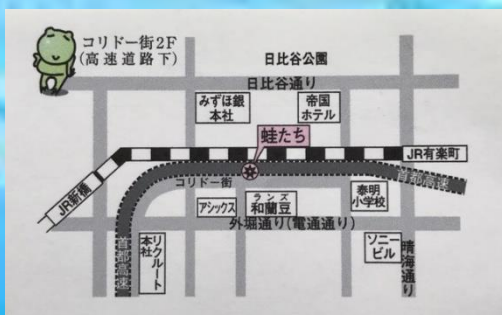 コリドー街2F
(高速道路下)
日比谷公園
日比谷通り
みずほ銀
本社
帝国
ホテル
蛙たち
JR有楽町
首都高速
コリドー街
JR新橋
アシックス
ランズ
和蘭豆
泰明
小学校
外堀通り(電通通り)
リクルート
本社
首都高速
ソニー
ビル
晴海通り